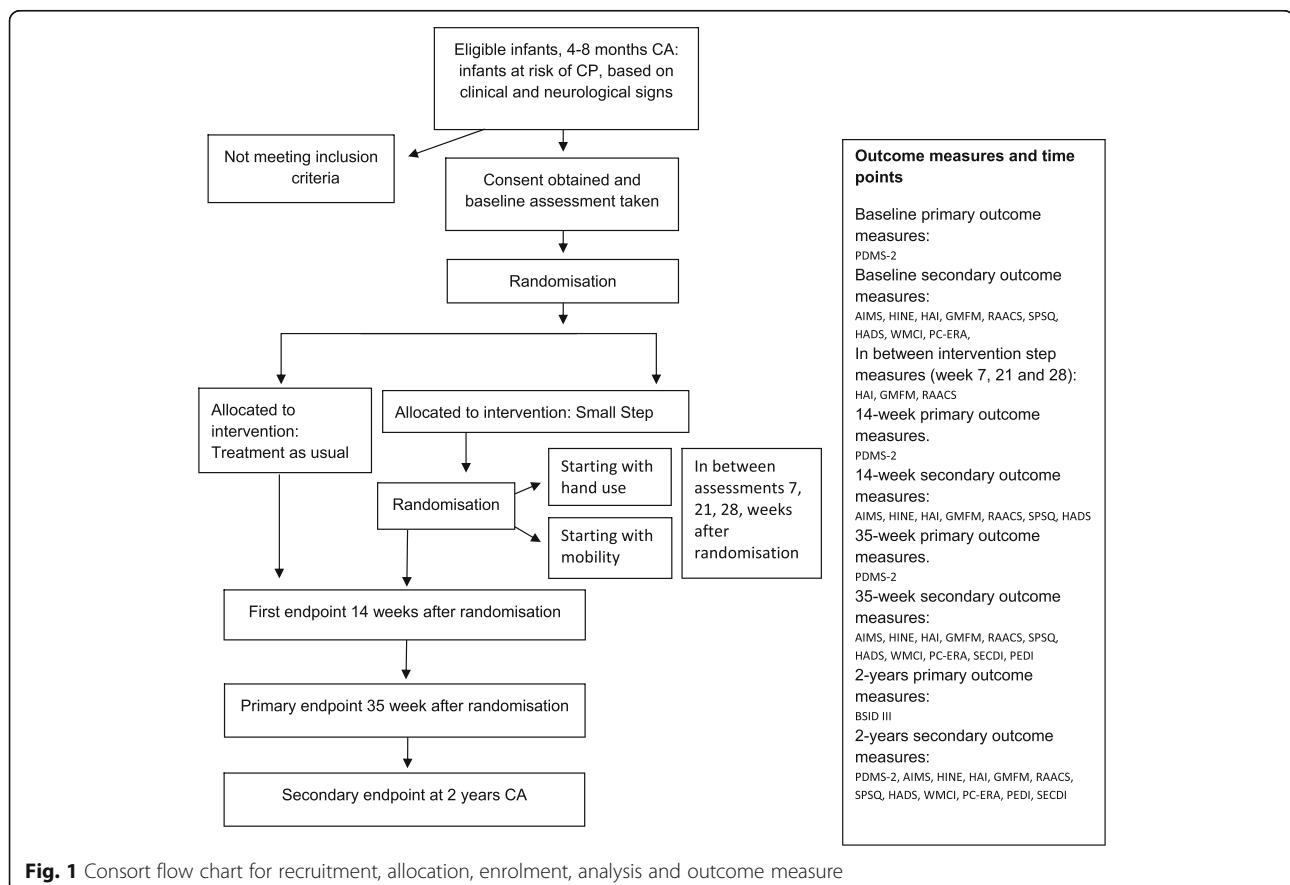 Eligible infants, 4-8 months CA:
infants at risk of CP, based on
clinical and neurological signs
Not meeting inclusion
criteria
Consent obtained and
baseline assessment taken
Randomisation
Allocated to
intervention:
Treatment as usual
Allocated to intervention: Small Step
Randomisation
Starting with
hand use
Starting with
mobility
In between
assessments 7,
21, 28, weeks
after
randomisation
First endpoint 14 weeks after randomisation
Primary endpoint 35 week after randomisation
Secondary endpoint at 2 years CA
Outcome measures and time
points
Baseline primary outcome
measures:
PDMS-2
Baseline secondary outcome
measures:
AIMS, HINE, HAI, GMFM, RAACS, SPSQ,
HADS, WMCI, PC-ERA,
In between intervention step
measures (week 7, 21 and 28):
HAI, GMFM, RAACS
14-week primary outcome
measures.
PDMS-2
14-week secondary outcome
measures:
AIMS, HINE, HAI, GMFM, RAACS, SPSQ, HADS
35-week primary outcome
measures.
PDMS-2
35-week secondary outcome
measures:
AIMS, HINE, HAI, GMFM, RAACS, SPSQ,
HADS, WMCI, PC-ERA, SECDI, PEDI
2-years primary outcome
measures:
BSID III
2-years secondary outcome
measures:
PDMS-2, AIMS, HINE, HAI, GMFM, RAACS,
SPSQ, HADS, WMCI, PC-ERA, PEDI, SECDI
Fig. 1 Consort flow chart for recruitment, allocation, enrolment, analysis and outcome measure